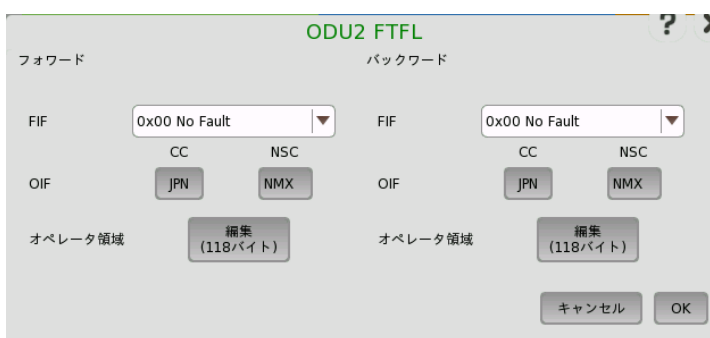 ODU2 FTFL
?
フォワード バックワード
FIF 0x00 No Fault FIF 0x00 No Fault
CC NSC CC NSC
OIF JPN NMX OIF JPN NMX
オペレータ領域 編集 オペレータ領域 編集
(118バイト) (118バイト)
キャンセル OK